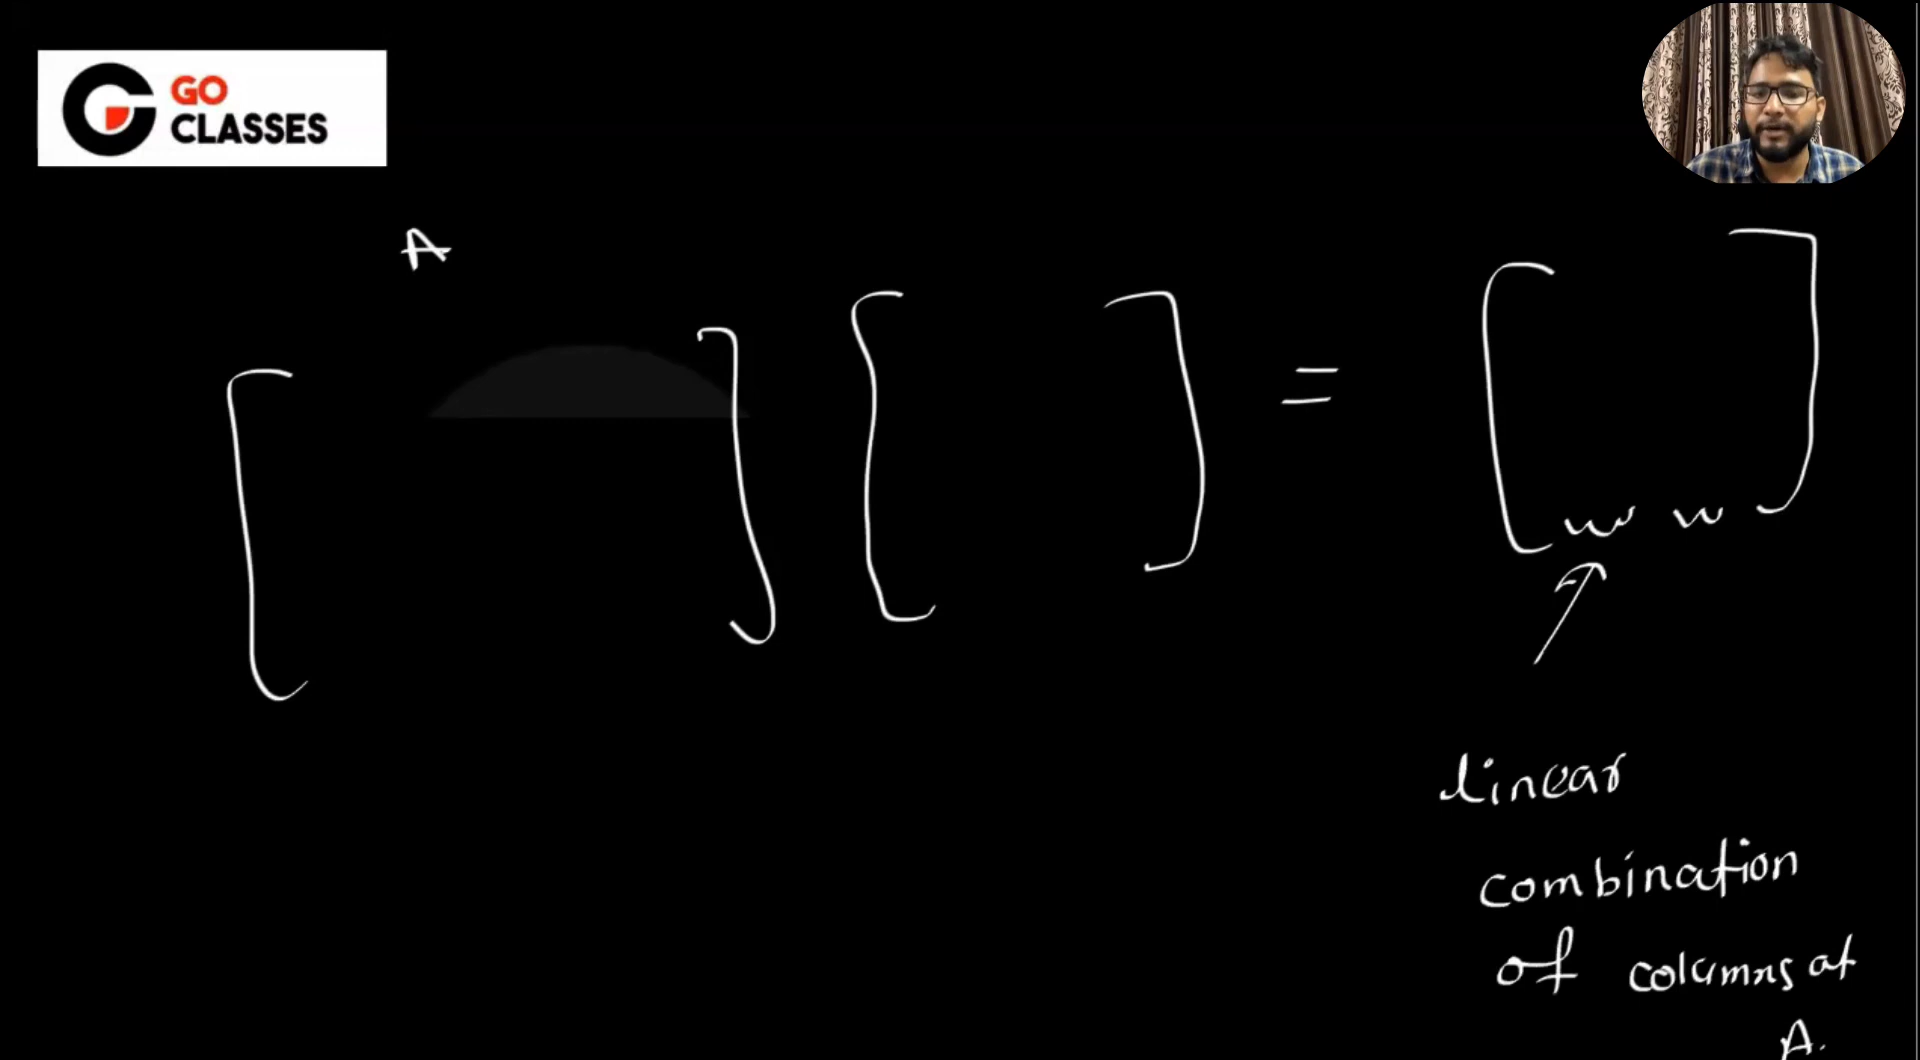 GO
CLASSES
A
=
linear
combination
of columns of
A.